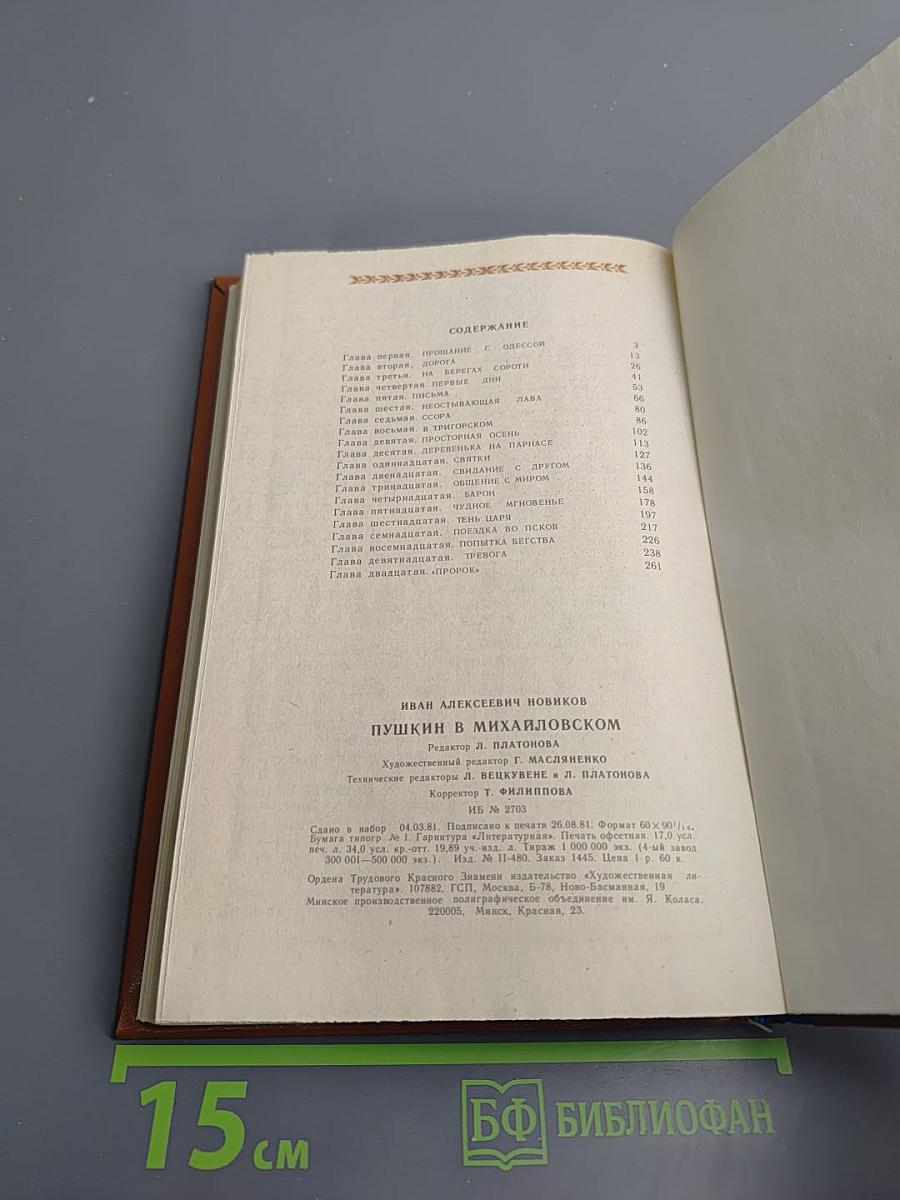 СОДЕРЖАНИЕ
Глава первая. ПРОЩАНИЕ С ОДЕССОЙ 3
Глава вторая. ДОРОГА 13
Глава третья. НА БЕРЕГАХ СОРОТИ 26
Глава четвертая. ПЕРВЫЕ ДНИ 41
Глава пятая. ПИСЬМА 53
Глава шестая. НЕОСТЫВАЮЩАЯ ЛАВА 66
Глава седьмая. ССОРА 80
Глава восьмая. В ТРИГОРСКОМ 86
Глава девятая. ПРОСТОРНАЯ ОСЕНЬ 102
Глава десятая. ДЕРЕВЕНЬКА НА ПАРНАСЕ 113
Глава одиннадцатая. СВЯТКИ 127
Глава двенадцатая. СВИДАНИЕ С ДРУГОМ 136
Глава тринадцатая. ОБЩЕНИЕ С МИРОМ 144
Глава четырнадцатая. БАРОН 158
Глава пятнадцатая. ЧУДНОЕ МГНОВЕНЬЕ 178
Глава шестнадцатая. ТЕНЬ ЦАРЯ 197
Глава семнадцатая. ПОЕЗДКА ВО ПСКОВ 217
Глава восемнадцатая. ПОПЫТКА БЕГСТВА 226
Глава девятнадцатая. ТРЕВОГА 238
Глава двадцатая. «ПРОРОК» 261
ИВАН АЛЕКСЕЕВИЧ НОВИКОВ
ПУШКИН В МИХАЙЛОВСКОМ
Редактор Л. ПЛАТОНОВА
Художественный редактор Г. МАСЛЯНЕНКО
Технические редакторы Л. ВЕЦКУВЕНЕ и Л. ПЛАТОНОВА
Корректор Т. ФИЛИППОВА
ИБ № 2703
Сдано в набор 04.03.81. Подписано к печати 26.08.81. Формат 60×90 1/16.
Бумага типогр. № 1. Гарнитура «Литературная». Печать офсетная. 17,0 усл.
печ. л. 34,0 усл. кр.-отт. 19,89 уч.-изд. л. Тираж 1 000 000 экз. (4-ый завод
300 001—500 000 экз.). Изд. № II-480. Заказ 1445. Цена 1 р. 60 к.
Ордена Трудового Красного Знамени издательство «Художественная ли-
тература». 107882, ГСП, Москва, Б-78, Ново-Басманная, 19
Минское производственное полиграфическое объединение им. Я. Коласа.
220005, Минск, Красная, 23.
15 см
БФ БИБЛИОФАН